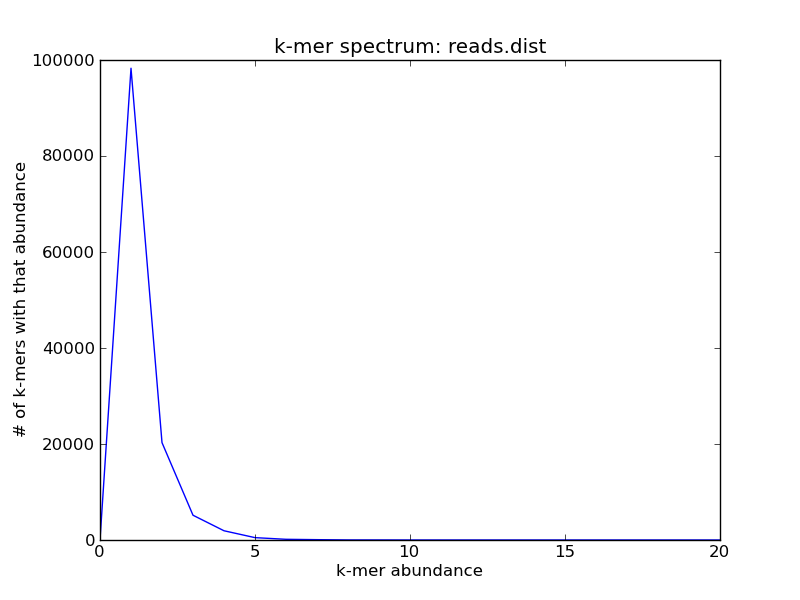 k-mer spectrum: reads.dist
100000
80000
60000
40000
20000
0
# of k-mers with that abundance
0 5 10 15 20
k-mer abundance